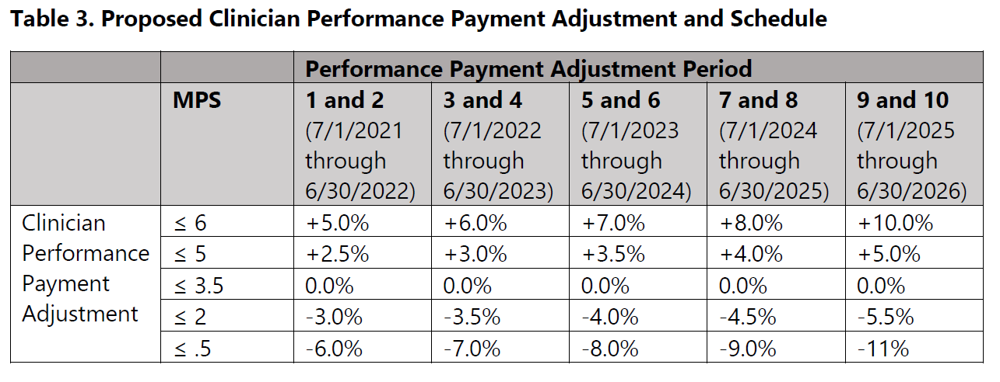 Table 3. Proposed Clinician Performance Payment Adjustment and Schedule
Performance Payment Adjustment Period
MPS 1 and 2 3 and 4 5 and 6 7 and 8 9 and 10
(7/1/2021 (7/1/2022 (7/1/2023 (7/1/2024 (7/1/2025
through through through through through
6/30/2022) 6/30/2023) 6/30/2024) 6/30/2025) 6/30/2026)
Clinician ≤ 6 +5.0% +6.0% +7.0% +8.0% +10.0%
Performance ≤ 5 +2.5% +3.0% +3.5% +4.0% +5.0%
Payment ≤ 3.5 0.0% 0.0% 0.0% 0.0% 0.0%
Adjustment ≤ 2 -3.0% -3.5% -4.0% -4.5% -5.5%
≤ .5 -6.0% -7.0% -8.0% -9.0% -11%